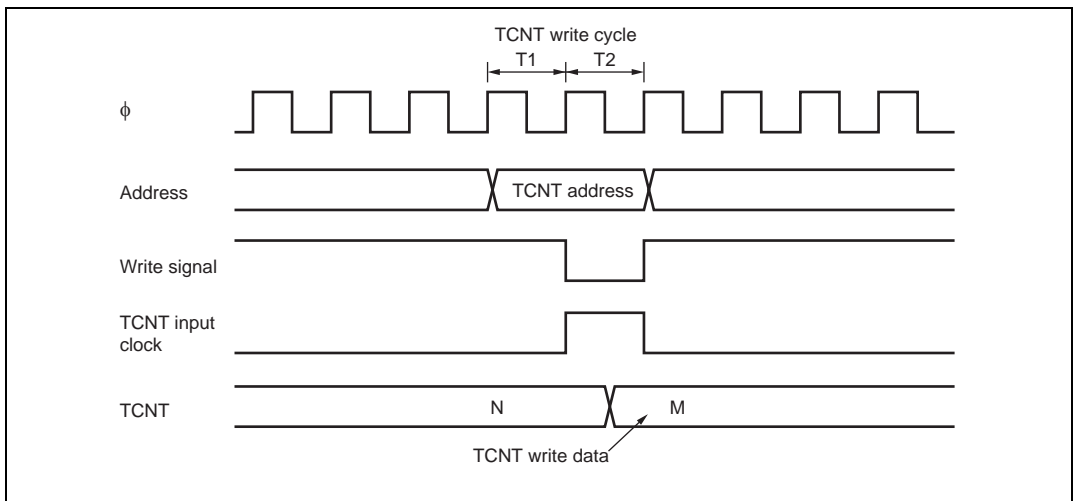 TCNT write cycle
T1 T2
ϕ
Address
TCNT address
Write signal
TCNT input
clock
TCNT
N
M
TCNT write data